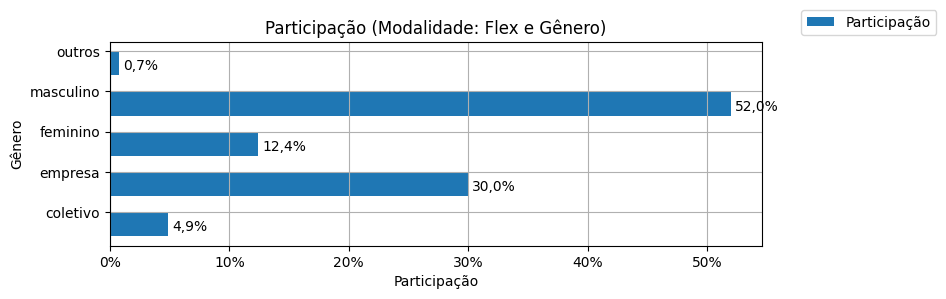 Participação (Modalidade: Flex e Gênero)
Participação
Gênero
outros
0,7%
masculino
52,0%
feminino
12,4%
empresa
30,0%
coletivo
4,9%
0%
10%
20%
30%
40%
50%
Participação